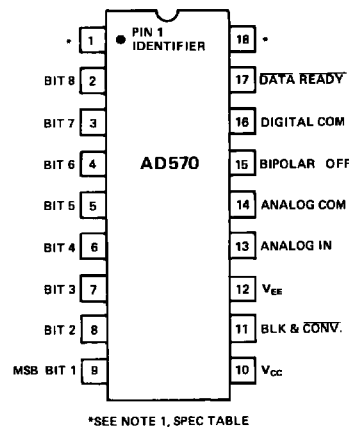 * 1 PIN 1 IDENTIFIER 18 *
BIT 8 2 17 DATA READY
BIT 7 3 16 DIGITAL COM
BIT 6 4 AD570 15 BIPOLAR OFF
BIT 5 5 14 ANALOG COM
BIT 4 6 13 ANALOG IN
BIT 3 7 12 VEE
BIT 2 8 11 BLK & CONV.
MSB BIT 1 9 10 VCC
*SEE NOTE 1, SPEC TABLE